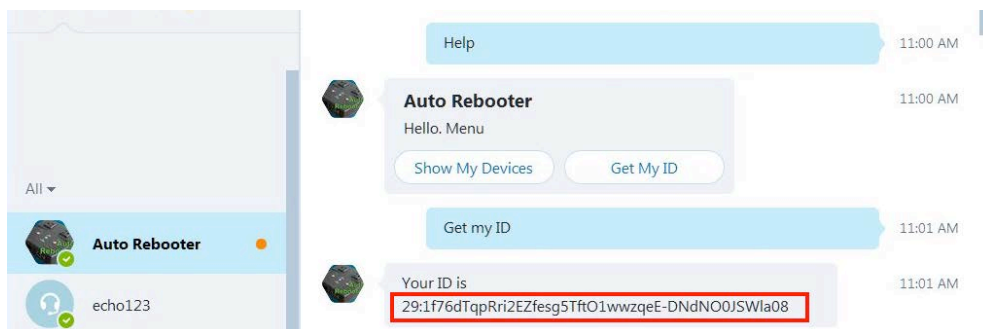 Help
11:00 AM
Auto Rebooter
11:00 AM
Hello. Menu
Show My Devices
Get My ID
All
Auto Rebooter
Get my ID
11:01 AM
echo123
Your ID is
11:01 AM
29:1f76dTqpRri2EZfesg5TftO1wwzqeE-DNdNO0JSWla08